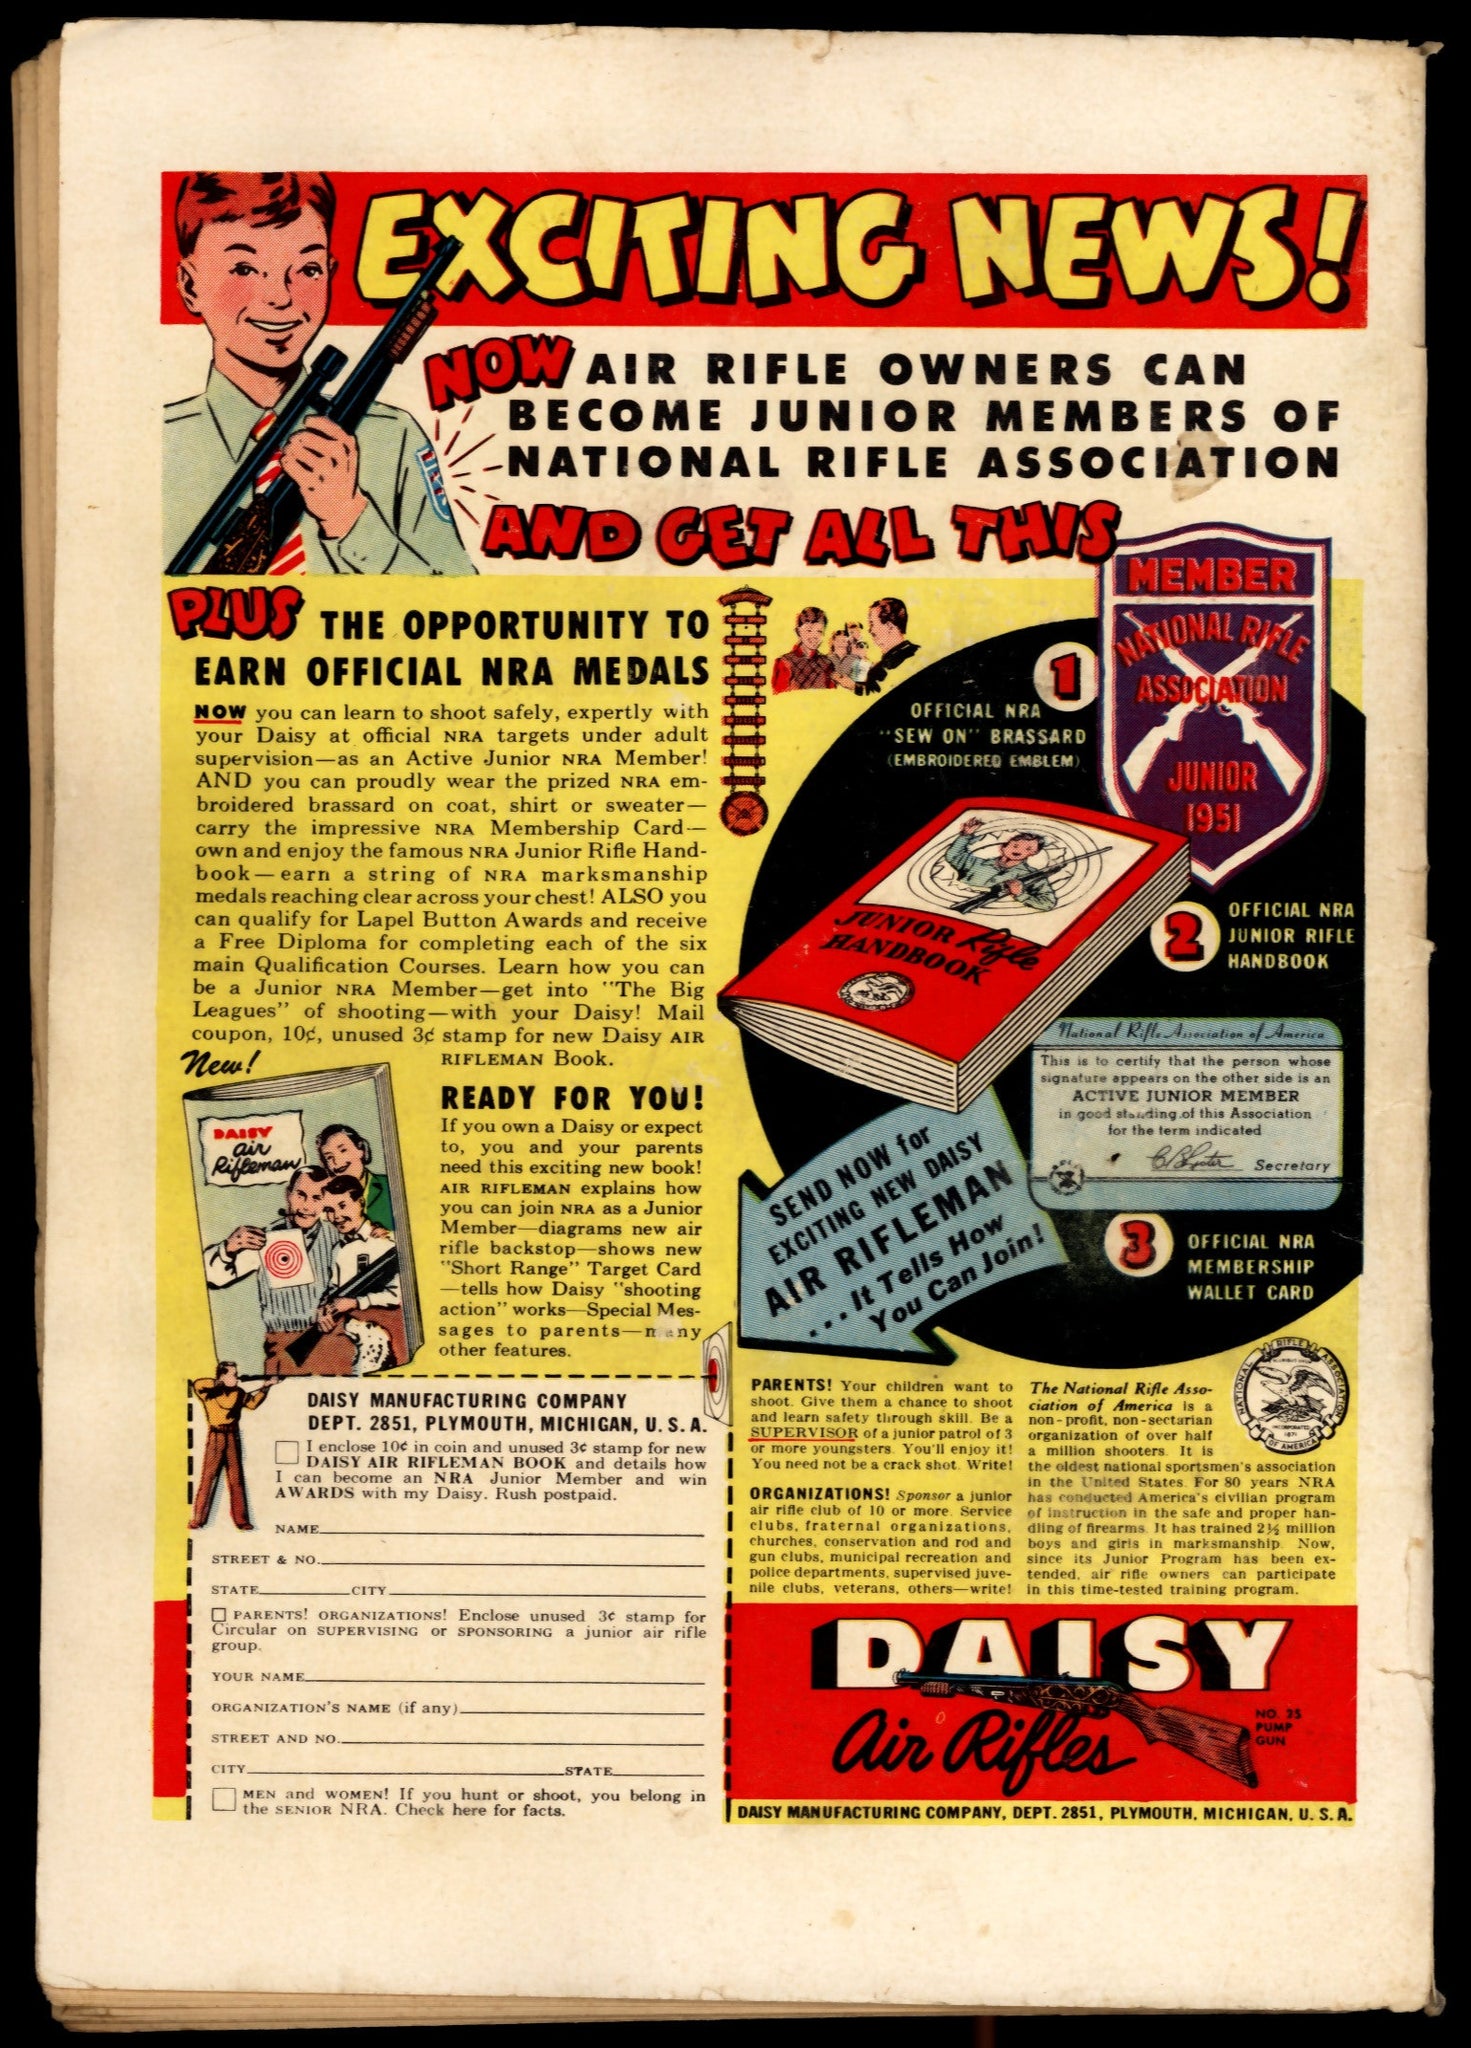 EXCITING NEWS!
NOW AIR RIFLE OWNERS CAN
BECOME JUNIOR MEMBERS OF
NATIONAL RIFLE ASSOCIATION
AND GET ALL THIS
PLUS THE OPPORTUNITY TO
EARN OFFICIAL NRA MEDALS
NOW you can learn to shoot safely, expertly with
your Daisy at official NRA targets under adult
supervision—as an Active Junior NRA Member!
AND you can proudly wear the prized NRA em-
broidered brassard on coat, shirt or sweater—
carry the impressive NRA Membership Card—
own and enjoy the famous NRA Junior Rifle Hand-
book—earn a string of NRA marksmanship
medals reaching clear across your chest! ALSO you
can qualify for Lapel Button Awards and receive
a Free Diploma for completing each of the six
main Qualification Courses. Learn how you can
be a Junior NRA Member—get into "The Big
Leagues" of shooting—with your Daisy! Mail
coupon, 10¢, unused 3¢ stamp for new Daisy AIR
RIFLEMAN Book.
New!
DAISY
air
Rifleman
READY FOR YOU!
If you own a Daisy or expect
to, you and your parents
need this exciting new book!
AIR RIFLEMAN explains how
you can join NRA as a Junior
Member—diagrams new air
rifle backstop—shows new
"Short Range" Target Card
—tells how Daisy "shooting
action" works—Special Mes-
sages to parents—many
other features.
1
OFFICIAL NRA
"SEW ON" BRASSARD
(EMBROIDERED EMBLEM)
MEMBER
NATIONAL RIFLE
ASSOCIATION
JUNIOR
1951
JUNIOR Rifle
HANDBOOK
2
OFFICIAL NRA
JUNIOR RIFLE
HANDBOOK
National Rifle Association of America
This is to certify that the person whose
signature appears on the other side is an
ACTIVE JUNIOR MEMBER
in good standing of this Association
for the term indicated
Secretary
3
OFFICIAL NRA
MEMBERSHIP
WALLET CARD
SEND NOW for
EXCITING NEW DAISY
AIR RIFLEMAN
... It Tells How
You Can Join!
DAISY MANUFACTURING COMPANY
DEPT. 2851, PLYMOUTH, MICHIGAN, U. S. A.
I enclose 10¢ in coin and unused 3¢ stamp for new
DAISY AIR RIFLEMAN BOOK and details how
I can become an NRA Junior Member and win
AWARDS with my Daisy. Rush postpaid.
NAME
STREET & NO.
STATE CITY
PARENTS! ORGANIZATIONS! Enclose unused 3¢ stamp for
Circular on SUPERVISING or SPONSORING a junior air rifle
group.
YOUR NAME
ORGANIZATION'S NAME (if any)
STREET AND NO.
CITY STATE
MEN and WOMEN! If you hunt or shoot, you belong in
the SENIOR NRA. Check here for facts.
PARENTS! Your children want to
shoot. Give them a chance to shoot
and learn safety through skill. Be a
SUPERVISOR of a junior patrol of 3
or more youngsters. You'll enjoy it!
You need not be a crack shot. Write!
ORGANIZATIONS! Sponsor a junior
air rifle club of 10 or more. Service
clubs, fraternal organizations,
churches, conservation and rod and
gun clubs, municipal recreation and
police departments, supervised juve-
nile clubs, veterans, others—write!
The National Rifle Asso-
ciation of America is a
non-profit, non-sectarian
organization of over half
a million shooters. It is
the oldest national sportsmen's association
in the United States. For 80 years NRA
has conducted America's civilian program
of instruction in the safe and proper han-
dling of firearms. It has trained 2½ million
boys and girls in marksmanship. Now,
since its Junior Program has been ex-
tended, air rifle owners can participate
in this time-tested training program.
NATIONAL RIFLE ASSOCIATION
INCORPORATED
1871
OF AMERICA
DAISY
Air Rifles
NO. 25
PUMP
GUN
DAISY MANUFACTURING COMPANY, DEPT. 2851, PLYMOUTH, MICHIGAN, U. S. A.